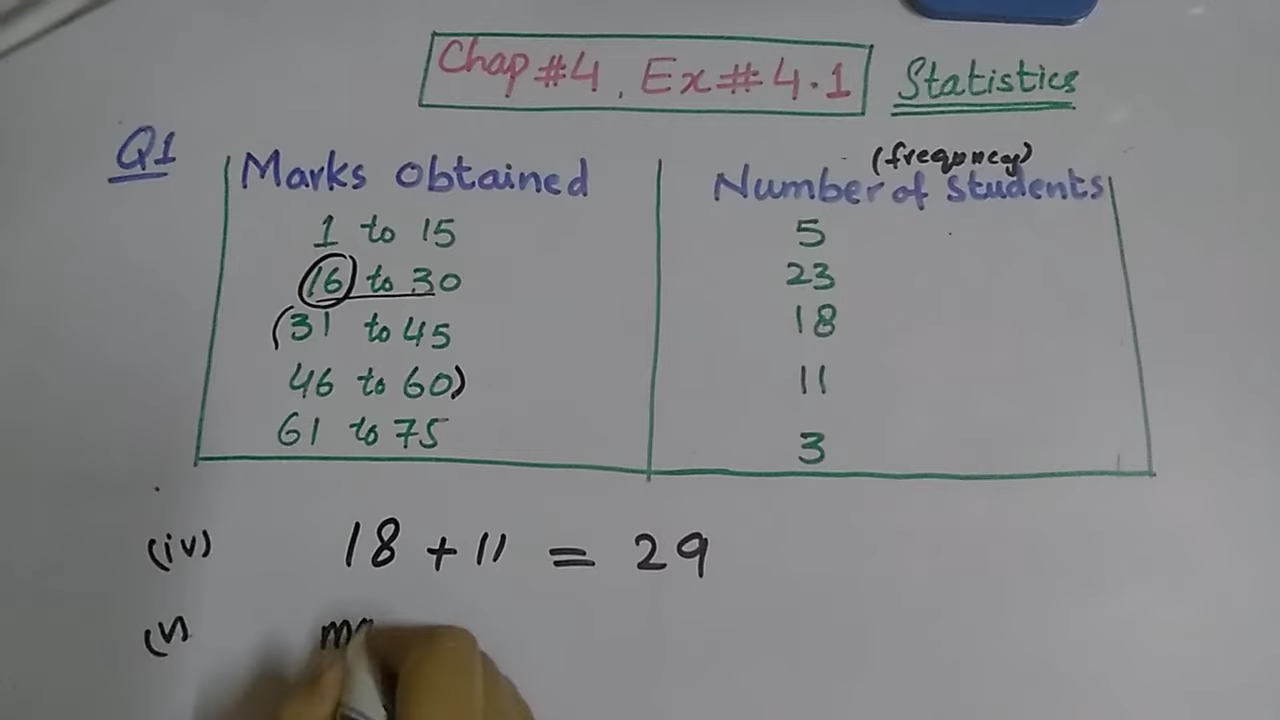 Chap #4, Ex #4.1 Statistics
Q1
(freqency)
Marks obtained Number of students
1 to 15 5
16 to 30 23
(31 to 45 18
46 to 60) 11
61 to 75 3
(iv) 18 + 11 = 29
(v)